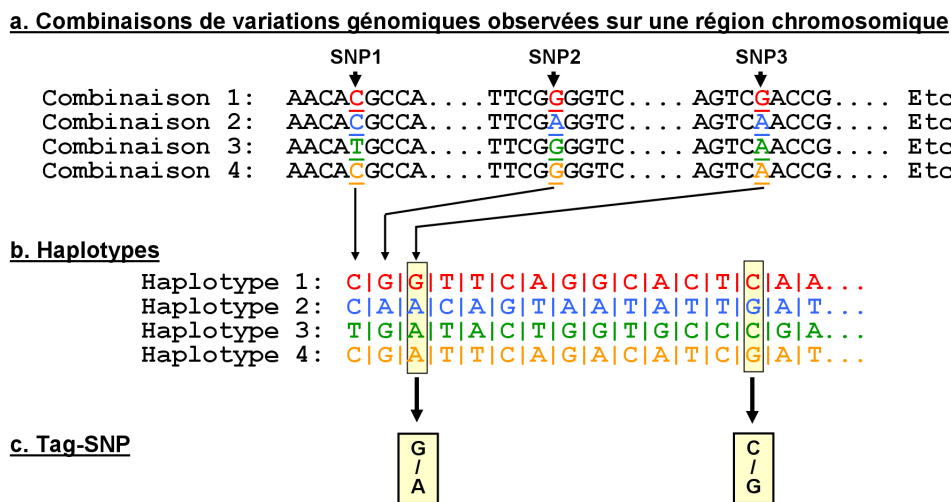 a. Combinaisons de variations génomiques observées sur une région chromosomique
SNP1 SNP2 SNP3
Combinaison 1: AACACGCCA....TTCGGGGTC....AGTCGACCG.... Etc
Combinaison 2: AACACGCCA....TTCGAGGTC....AGTCAACCG.... Etc
Combinaison 3: AACATGCCA....TTCGGGGTC....AGTCAACCG.... Etc
Combinaison 4: AACACGCCA....TTCGGGGTC....AGTCAACCG.... Etc
b. Haplotypes
Haplotype 1: C|G|G|T|T|C|A|G|G|C|A|C|T|C|A|A...
Haplotype 2: C|A|A|C|A|G|T|A|A|T|A|T|T|G|A|T...
Haplotype 3: T|G|A|T|A|C|T|G|G|T|G|C|C|C|G|A...
Haplotype 4: C|G|A|T|T|C|A|G|A|C|A|T|C|G|A|T...
c. Tag-SNP
G/A C/G